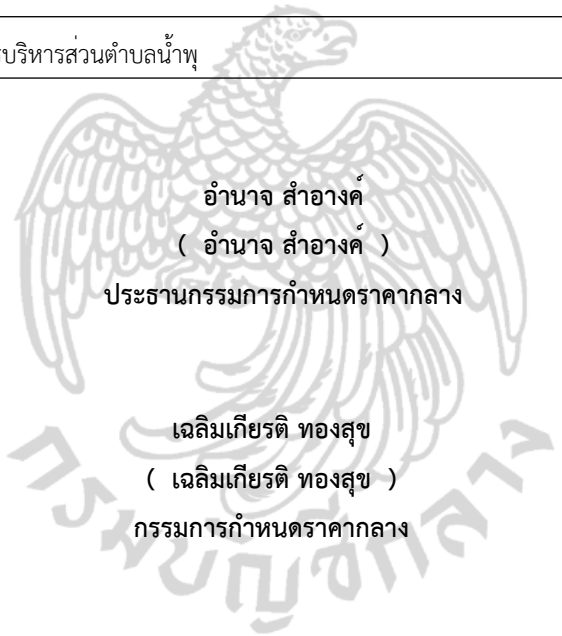 บริหารส่วนตำบลน้ำพุ
อำนาจ สำอางค์
( อำนาจ สำอางค์ )
ประธานกรรมการกำหนดราคากลาง
เฉลิมเกียรติ ทองสุข
( เฉลิมเกียรติ ทองสุข )
กรรมการกำหนดราคากลาง
กรมบัญชีกลาง